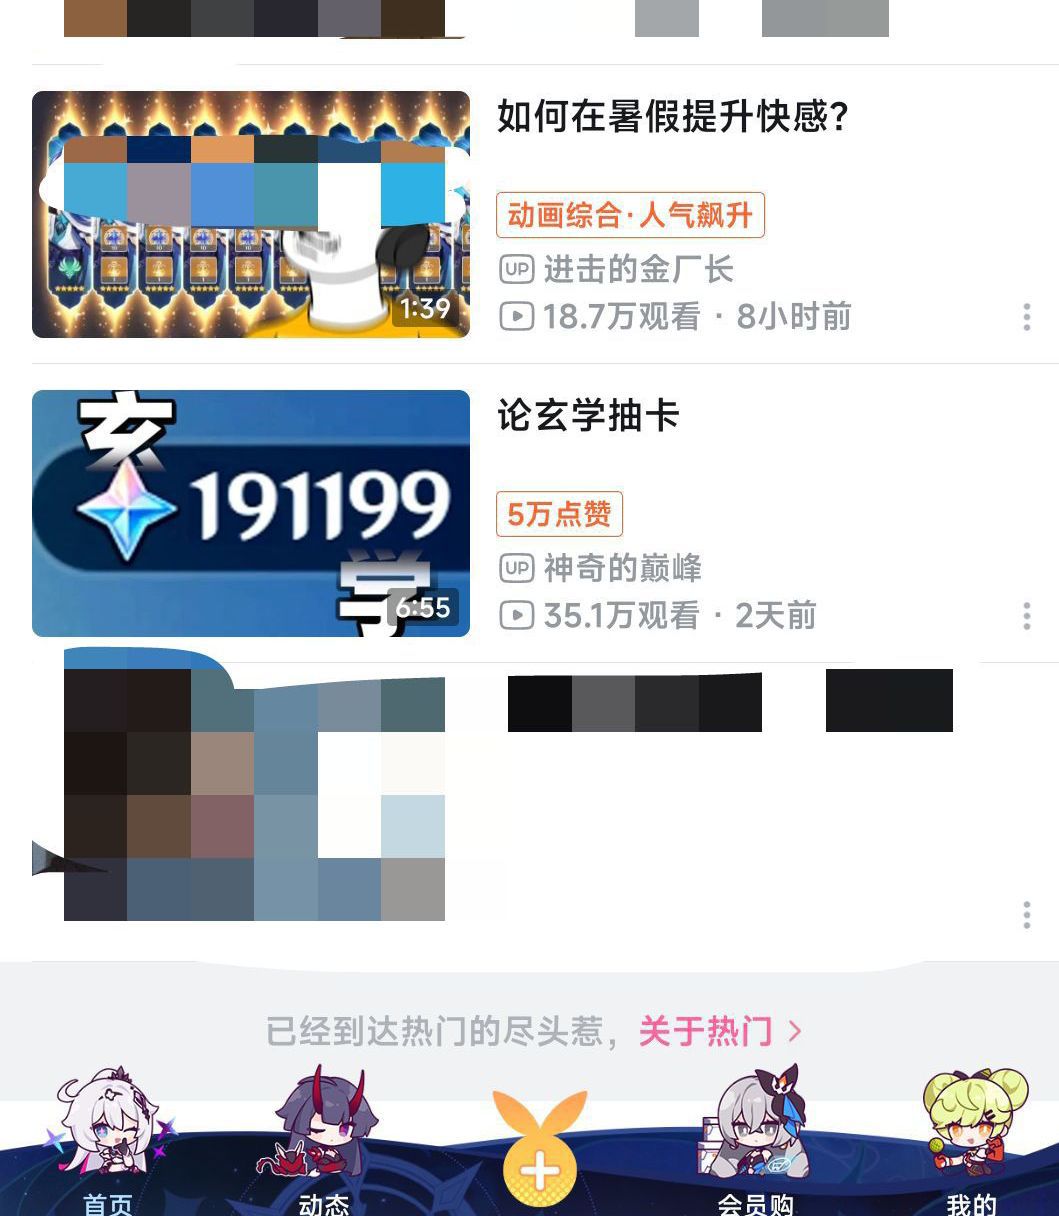 如何在暑假提升快感？
动画综合·人气飙升
UP 进击的金厂长
1:39
18.7万观看 · 8小时前
玄
191199
学
6:55
论玄学抽卡
5万点赞
UP 神奇的巅峰
35.1万观看 · 2天前
已经到达热门的尽头惹，关于热门
首页
动态
会员购
我的